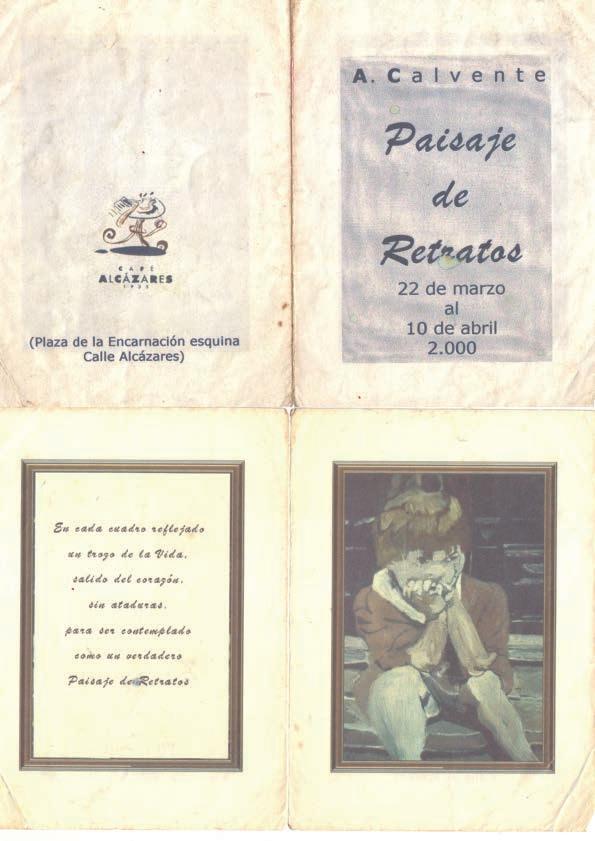 A. Calvente
Paisaje
de
Retratos
22 de marzo
al
10 de abril
2.000
CAFÉ
ALCÁZARES
(Plaza de la Encarnación esquina
Calle Alcázares)
En cada cuadro reflejado
un trozo de la Vida,
salido del corazón,
sin ataduras,
para ser contemplado
como un verdadero
Paisaje de Retratos